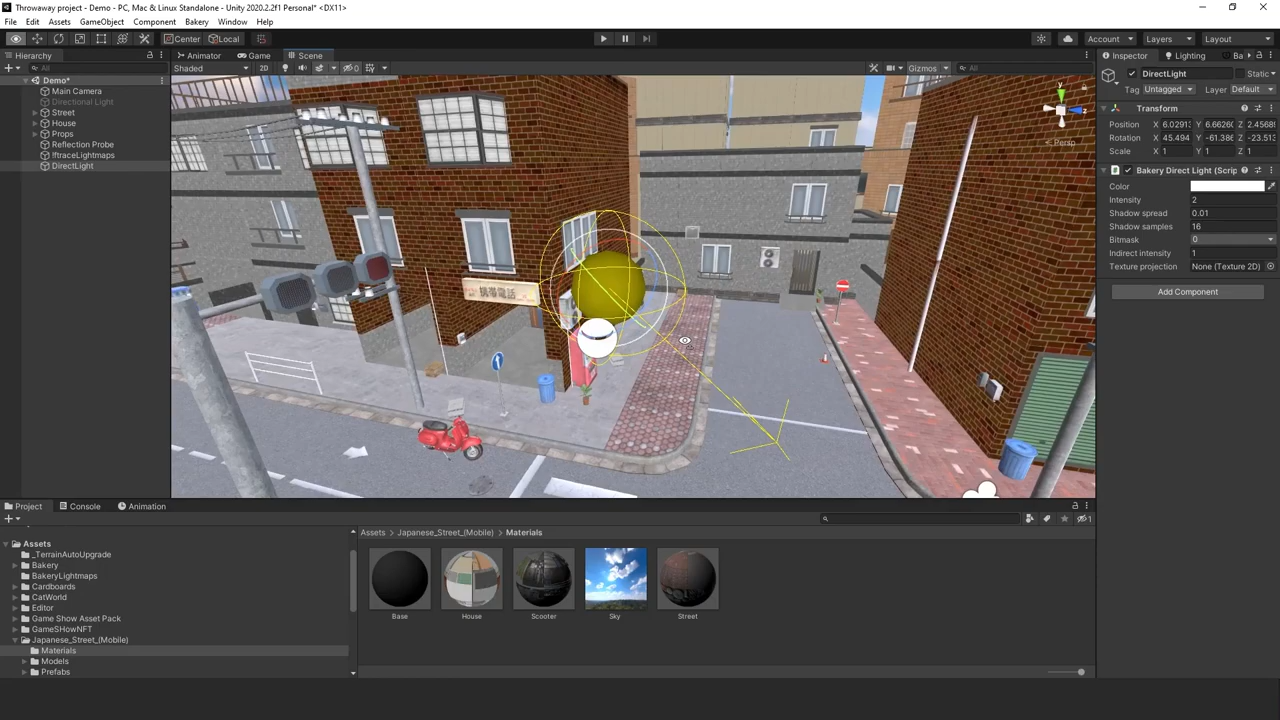 Throwaway project - Demo - PC, Mac & Linux Standalone - Unity 2020.2.2f1 Personal* <DX11>
File Edit Assets GameObject Component Bakery Window Help
Center Local Account Layers Layout
Hierarchy
All
Demo*
Main Camera
Directional Light
Street
House
Props
Reflection Probe
!ftraceLightmaps
DirectLight
Animator Game Scene
Shaded 2D 0 Gizmos All
y
z
Persp
携帯電話
Inspector Lighting Ba
DirectLight Static
Tag Untagged Layer Default
Transform
Position X 6.0291 Y 6.6626 Z 2.4568
Rotation X 45.494 Y -61.386 Z -23.513
Scale X 1 Y 1 Z 1
Bakery Direct Light (Scrip
Color
Intensity 2
Shadow spread 0.01
Shadow samples 16
Bitmask 0
Indirect intensity 1
Texture projection None (Texture 2D)
Add Component
Project Console Animation
1
Assets
_TerrainAutoUpgrade
Bakery
BakeryLightmaps
Cardboards
CatWorld
Editor
Game Show Asset Pack
GameSHowNFT
Japanese_Street_(Mobile)
Materials
Models
Prefabs
Assets > Japanese_Street_(Mobile) > Materials
Base House Scooter Sky Street